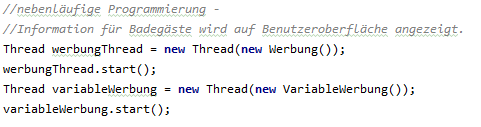 //nebenläufige Programmierung -
//Information für Badegäste wird auf Benutzeroberfläche angezeigt.
Thread werbungThread = new Thread(new Werbung());
werbungThread.start();
Thread variableWerbung = new Thread(new VariableWerbung());
variableWerbung.start();